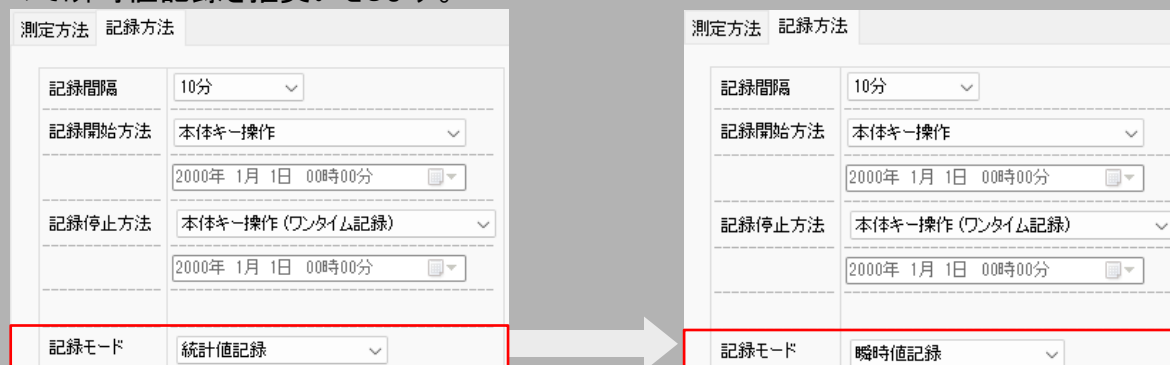 測定方法 記録方法
記録間隔 10分
記録開始方法 本体キー操作
2000年 1月 1日 00時00分
記録停止方法 本体キー操作 (ワンタイム記録)
2000年 1月 1日 00時00分
記録モード 統計値記録
測定方法 記録方法
記録間隔 10分
記録開始方法 本体キー操作
2000年 1月 1日 00時00分
記録停止方法 本体キー操作 (ワンタイム記録)
2000年 1月 1日 00時00分
記録モード 瞬時値記録